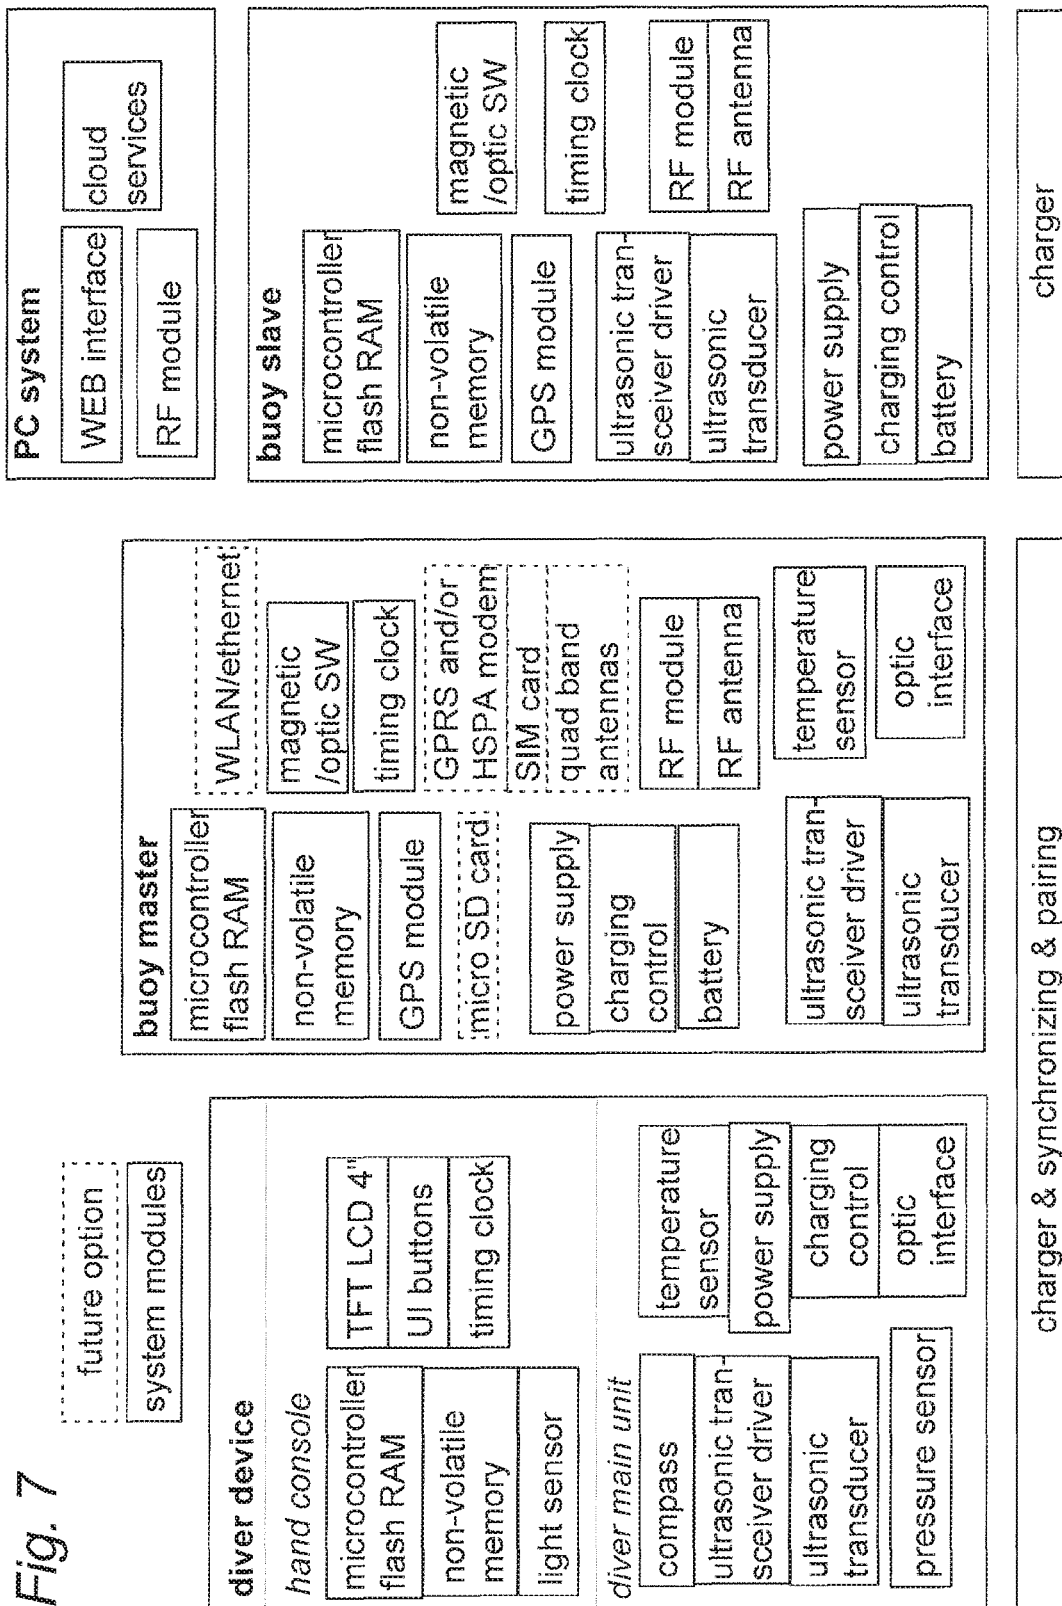 Fig. 7
future option
system modules
diver device
hand console
microcontroller
flash RAM
non-volatile
memory
light sensor
TFT LCD 4"
UI buttons
timing clock
diver main unit
compass
ultrasonic tran-
sceiver driver
ultrasonic
transducer
pressure sensor
temperature
sensor
power supply
charging
control
optic
interface
buoy master
microcontroller
flash RAM
non-volatile
memory
GPS module
micro SD card
power supply
charging
control
battery
ultrasonic tran-
sceiver driver
ultrasonic
transducer
WLAN/ethernet
magnetic
/optic SW
timing clock
GPRS and/or
HSPA modem
SIM card
quad band
antennas
RF module
RF antenna
temperature
sensor
optic
interface
charger & synchronizing & pairing
PC system
WEB interface
RF module
cloud
services
buoy slave
microcontroller
flash RAM
non-volatile
memory
GPS module
ultrasonic tran-
sceiver driver
ultrasonic
transducer
power supply
charging control
battery
magnetic
/optic SW
timing clock
RF module
RF antenna
charger